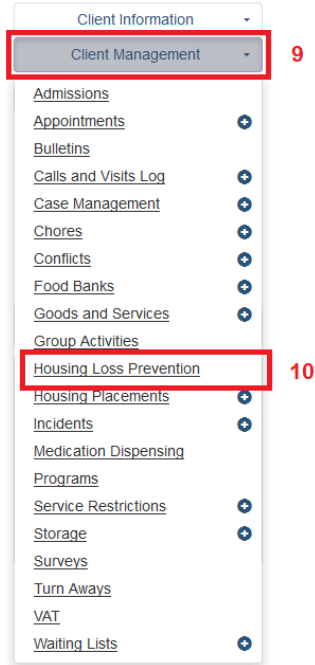 Client Information
Client Management 9
Admissions
Appointments
Bulletins
Calls and Visits Log
Case Management
Chores
Conflicts
Food Banks
Goods and Services
Group Activities
Housing Loss Prevention 10
Housing Placements
Incidents
Medication Dispensing
Programs
Service Restrictions
Storage
Surveys
Turn Aways
VAT
Waiting Lists